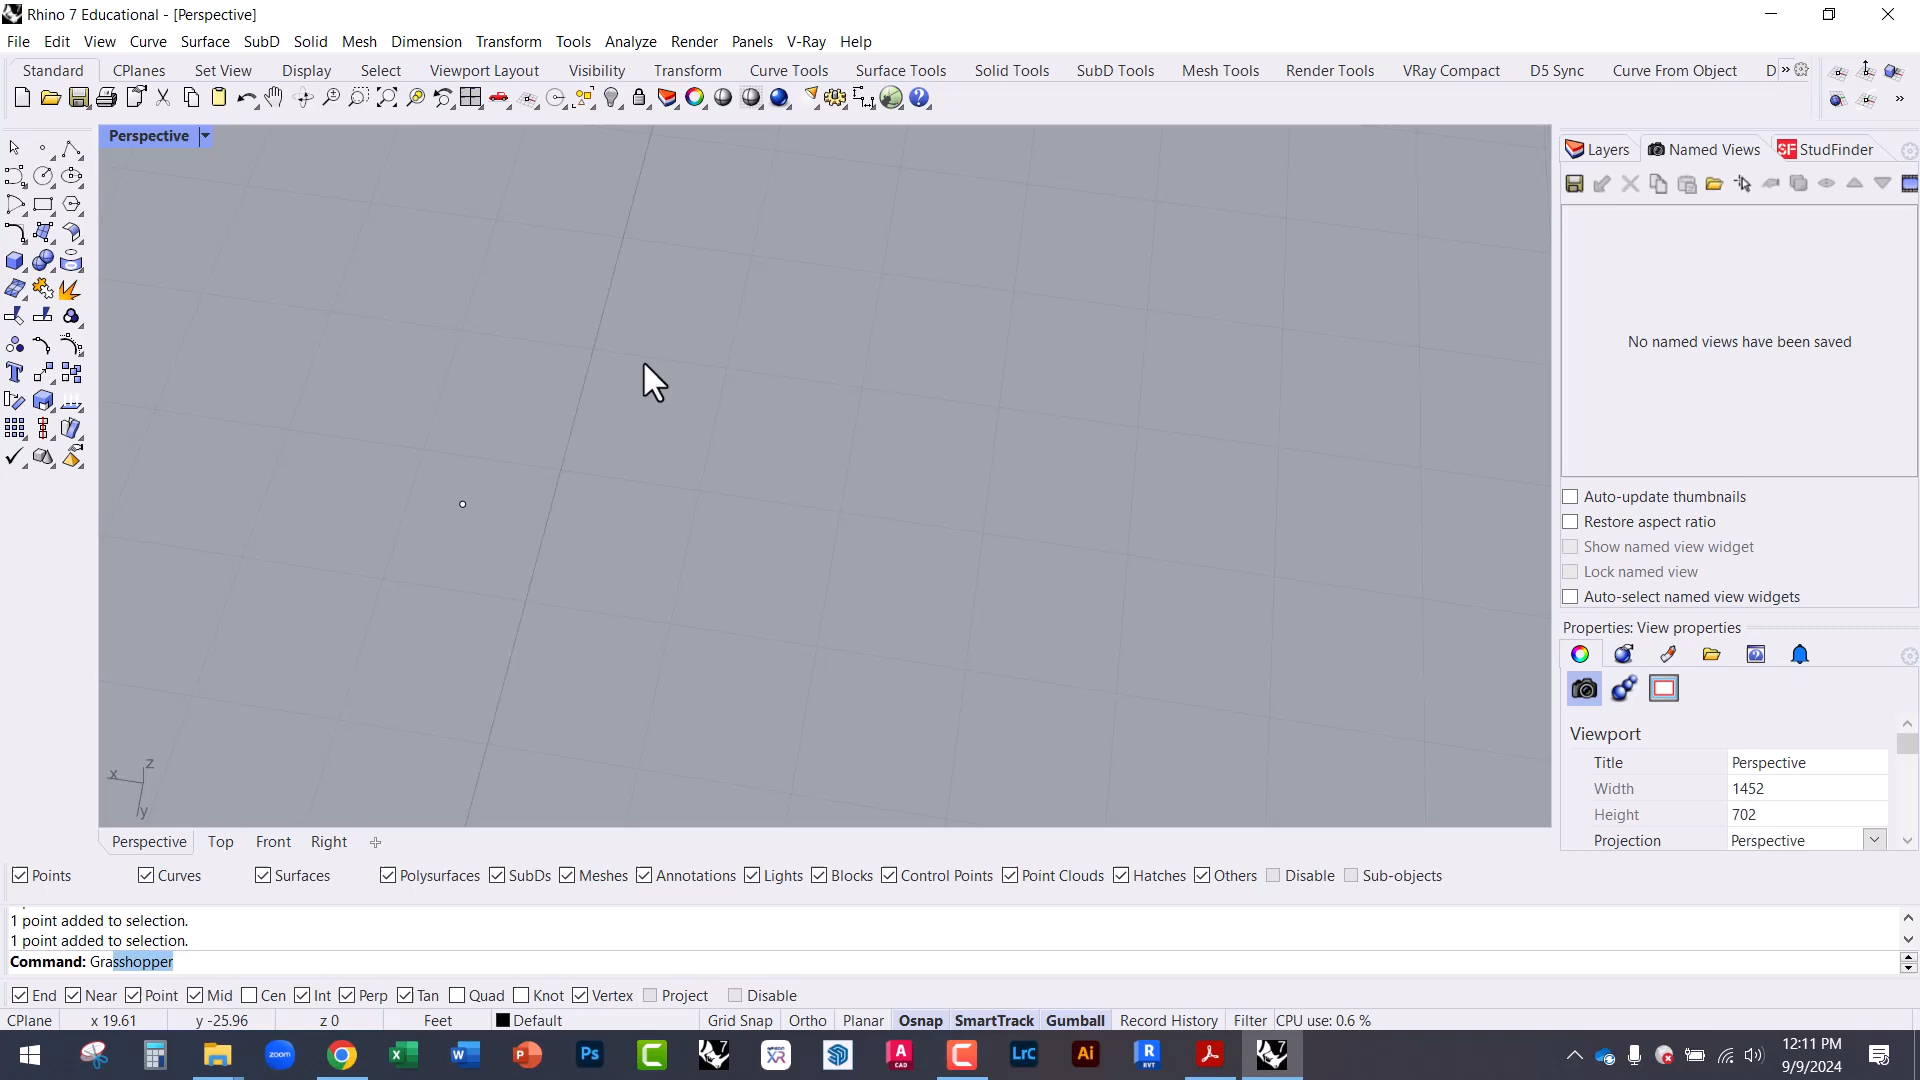 Rhino 7 Educational - [Perspective]
File Edit View Curve Surface SubD Solid Mesh Dimension Transform Tools Analyze Render Panels V-Ray Help
Standard CPlanes Set View Display Select Viewport Layout Visibility Transform Curve Tools Surface Tools Solid Tools SubD Tools Mesh Tools Render Tools VRay Compact D5 Sync Curve From Object D »
Perspective
Layers Named Views SF StudFinder
No named views have been saved
Auto-update thumbnails
Restore aspect ratio
Show named view widget
Lock named view
Auto-select named view widgets
Properties: View properties
Viewport
Title Perspective
Width 1452
Height 702
Projection Perspective
z
x
y
Perspective Top Front Right
Points Curves Surfaces Polysurfaces SubDs Meshes Annotations Lights Blocks Control Points Point Clouds Hatches Others Disable Sub-objects
1 point added to selection.
1 point added to selection.
Command: Grasshopper
End Near Point Mid Cen Int Perp Tan Quad Knot Vertex Project Disable
CPlane x 19.61 y -25.96 z 0 Feet Default Grid Snap Ortho Planar Osnap SmartTrack Gumball Record History Filter CPU use: 0.6 %
zoom Ps C A CAD C LrC Ai R RVT
12:11 PM
9/9/2024